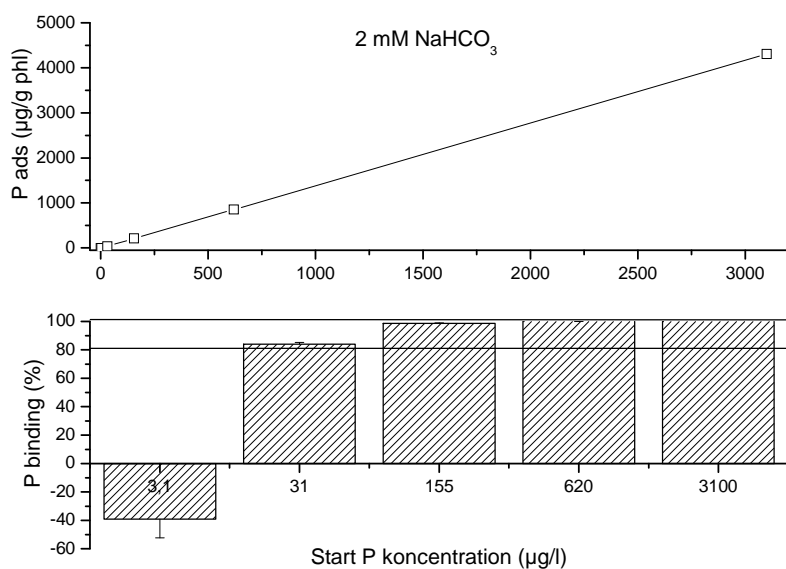 2 mM NaHCO₃
P ads (µg/g phl)
5000
4000
3000
2000
1000
0
0 500 1000 1500 2000 2500 3000
P binding (%)
100
80
60
40
20
0
-20
-40
-60
3,1 31 155 620 3100
Start P koncentration (µg/l)